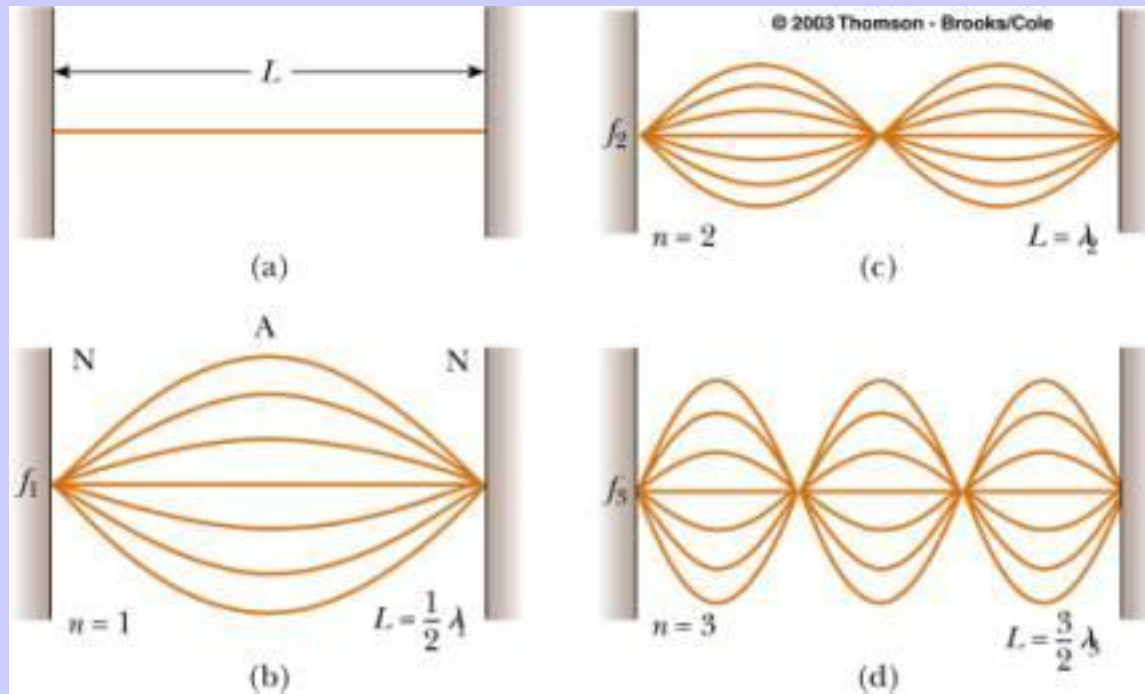 L
(a)
© 2003 Thomson - Brooks/Cole
f₂
n = 2
L = λ₂
(c)
A
N
N
f₁
n = 1
L = 1/2 λ₁
(b)
f₃
n = 3
L = 3/2 λ₃
(d)